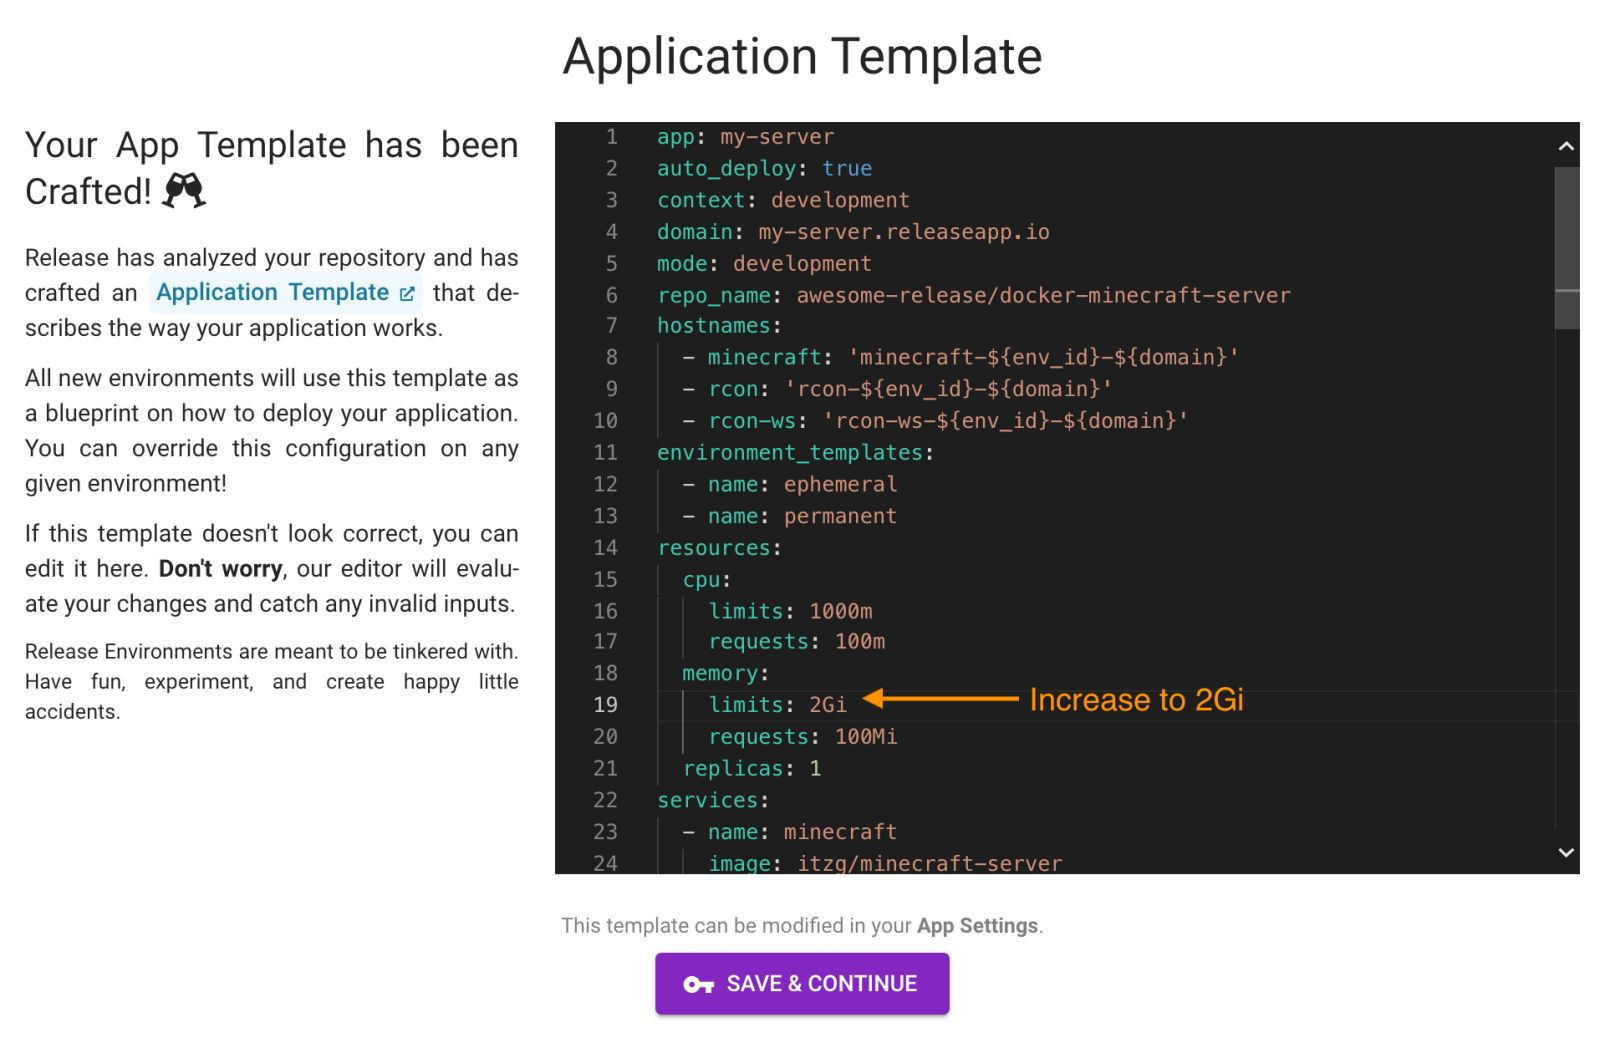 Application Template
Your App Template has been
Crafted!
Release has analyzed your repository and has
crafted an Application Template that de-
scribes the way your application works.
All new environments will use this template as
a blueprint on how to deploy your application.
You can override this configuration on any
given environment!
If this template doesn't look correct, you can
edit it here. Don't worry, our editor will evalu-
ate your changes and catch any invalid inputs.
Release Environments are meant to be tinkered with.
Have fun, experiment, and create happy little
accidents.
1 app: my-server
2 auto_deploy: true
3 context: development
4 domain: my-server.releaseapp.io
5 mode: development
6 repo_name: awesome-release/docker-minecraft-server
7 hostnames:
8   - minecraft: 'minecraft-${env_id}-${domain}'
9   - rcon: 'rcon-${env_id}-${domain}'
10   - rcon-ws: 'rcon-ws-${env_id}-${domain}'
11 environment_templates:
12   - name: ephemeral
13   - name: permanent
14 resources:
15   cpu:
16     limits: 1000m
17     requests: 100m
18   memory:
19     limits: 2Gi Increase to 2Gi
20     requests: 100Mi
21   replicas: 1
22 services:
23   - name: minecraft
24     image: itzg/minecraft-server
This template can be modified in your App Settings.
SAVE & CONTINUE